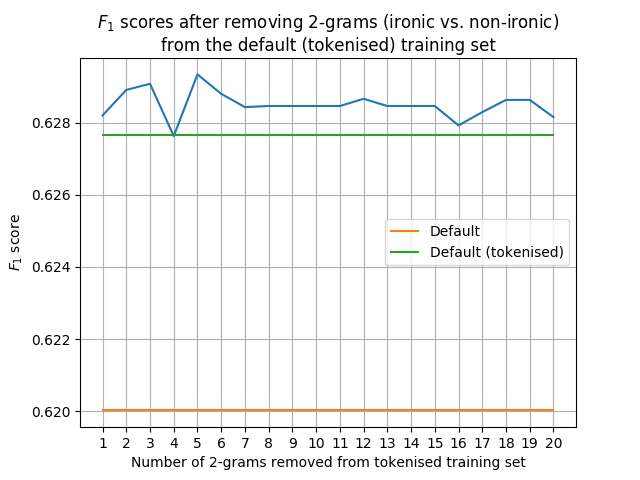 F1 scores after removing 2-grams (ironic vs. non-ironic)
from the default (tokenised) training set
F1 score
0.628
0.626
0.624
0.622
0.620
Default
Default (tokenised)
1 2 3 4 5 6 7 8 9 10 11 12 13 14 15 16 17 18 19 20
Number of 2-grams removed from tokenised training set